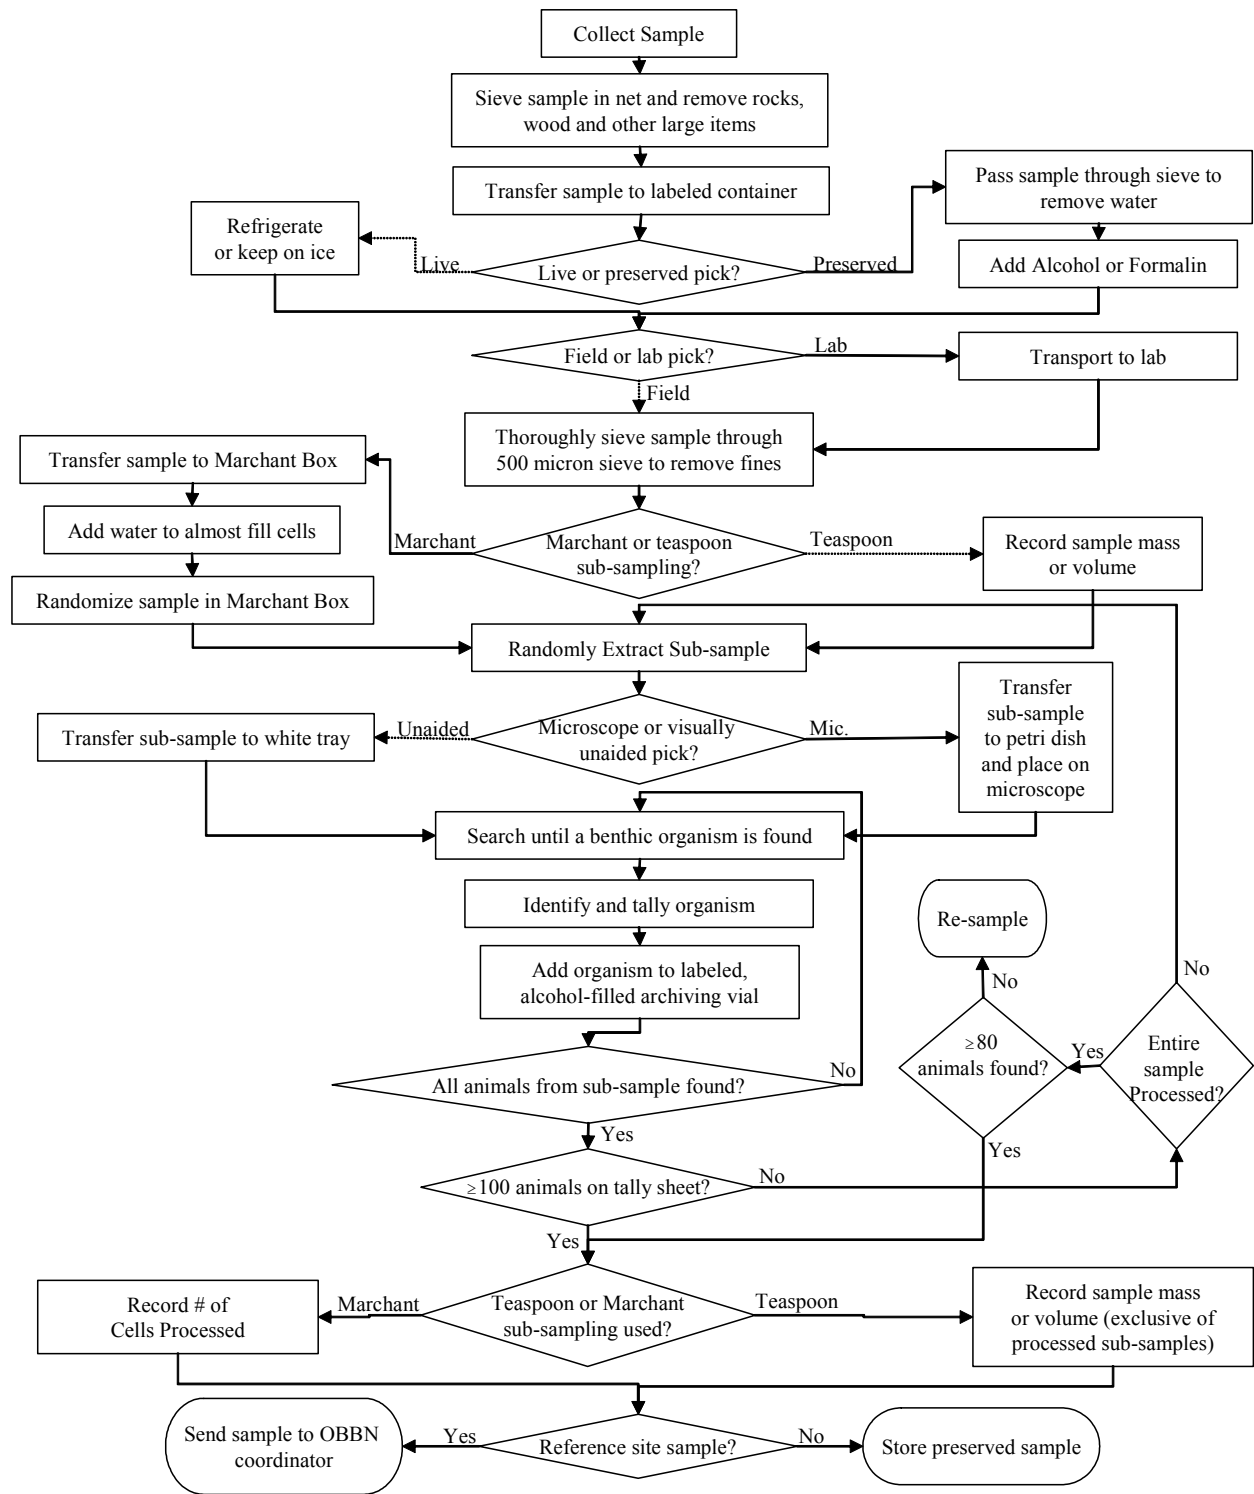 Collect Sample
Sieve sample in net and remove rocks,
wood and other large items
Transfer sample to labeled container
Pass sample through sieve to
remove water
Refrigerate
or keep on ice
Live
Live or preserved pick?
Preserved
Add Alcohol or Formalin
Field or lab pick?
Lab
Transport to lab
Field
Thoroughly sieve sample through
500 micron sieve to remove fines
Transfer sample to Marchant Box
Add water to almost fill cells
Randomize sample in Marchant Box
Marchant
Marchant or teaspoon
sub-sampling?
Teaspoon
Record sample mass
or volume
Randomly Extract Sub-sample
Transfer sub-sample to white tray
Unaided
Microscope or visually
unaided pick?
Mic.
Transfer
sub-sample
to petri dish
and place on
microscope
Search until a benthic organism is found
Identify and tally organism
Add organism to labeled,
alcohol-filled archiving vial
Re-sample
No
No
All animals from sub-sample found?
No
≥80
animals found?
Yes
Entire
sample
Processed?
Yes
Yes
≥100 animals on tally sheet?
No
Yes
Record # of
Cells Processed
Marchant
Teaspoon or Marchant
sub-sampling used?
Teaspoon
Record sample mass
or volume (exclusive of
processed sub-samples)
Send sample to OBBN
coordinator
Yes
Reference site sample?
No
Store preserved sample